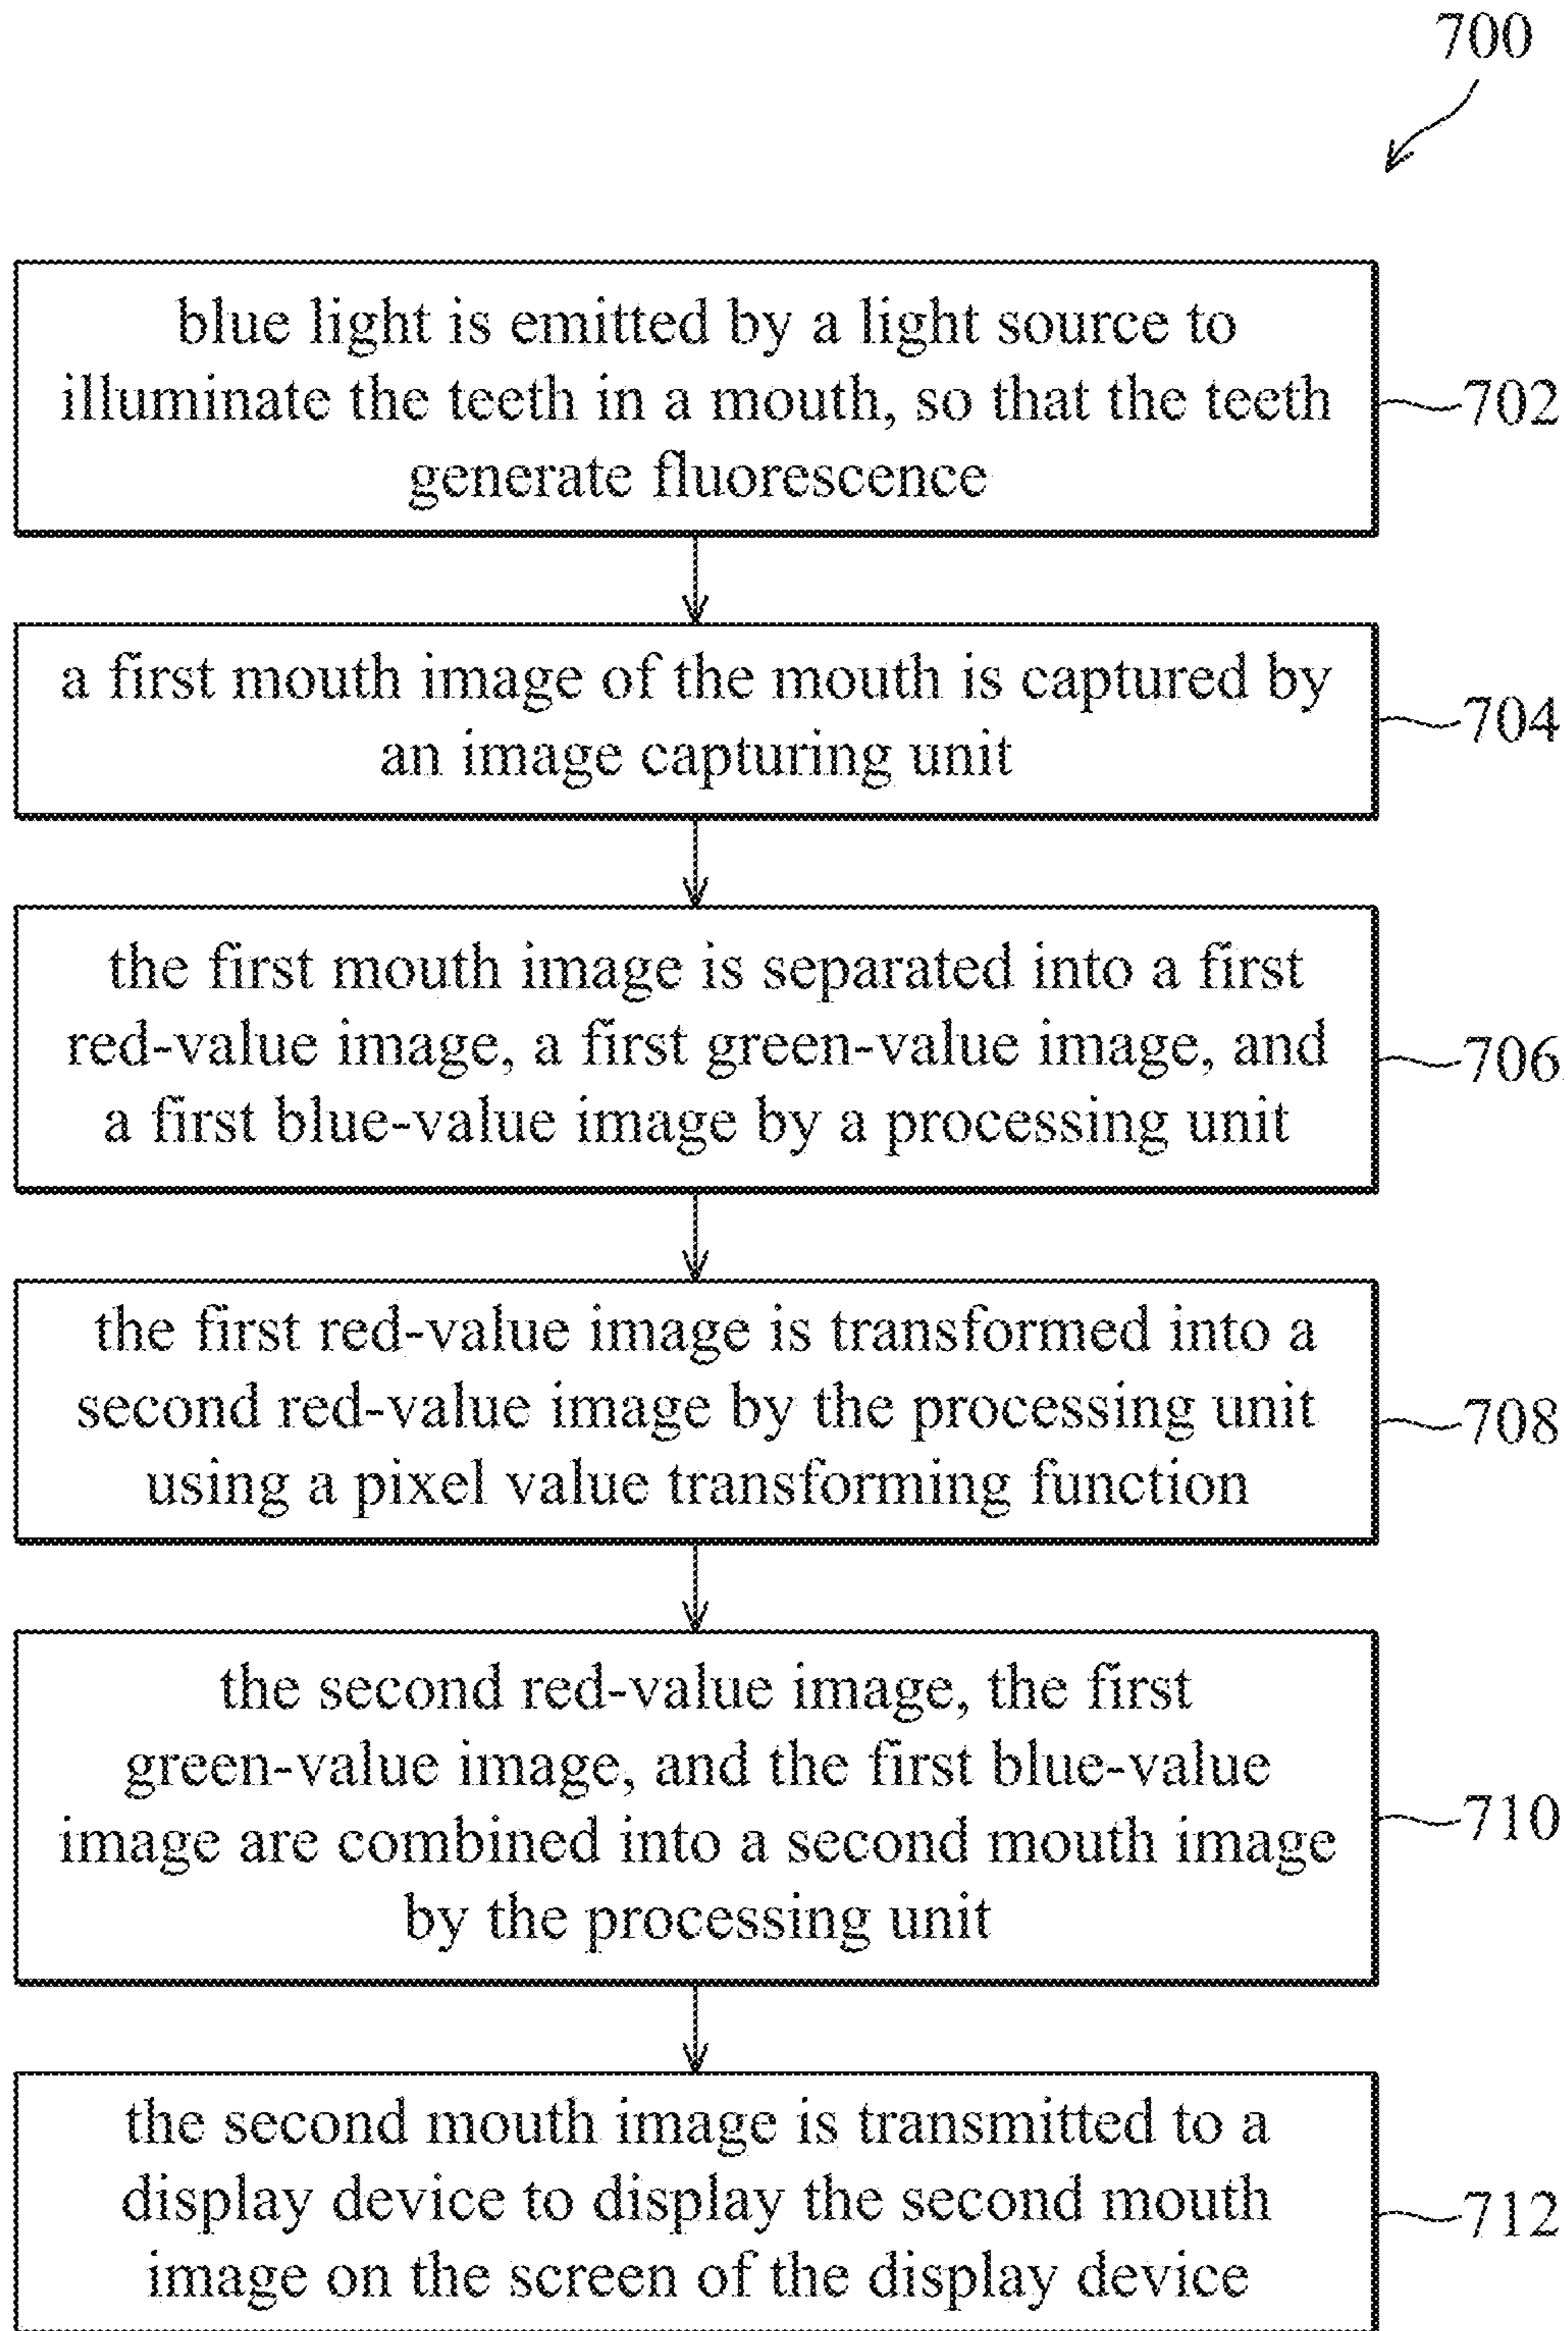 700
blue light is emitted by a light source to
illuminate the teeth in a mouth, so that the teeth
generate fluorescence
702
a first mouth image of the mouth is captured by
an image capturing unit
704
the first mouth image is separated into a first
red-value image, a first green-value image, and
a first blue-value image by a processing unit
706
the first red-value image is transformed into a
second red-value image by the processing unit
using a pixel value transforming function
708
the second red-value image, the first
green-value image, and the first blue-value
image are combined into a second mouth image
by the processing unit
710
the second mouth image is transmitted to a
display device to display the second mouth
image on the screen of the display device
712